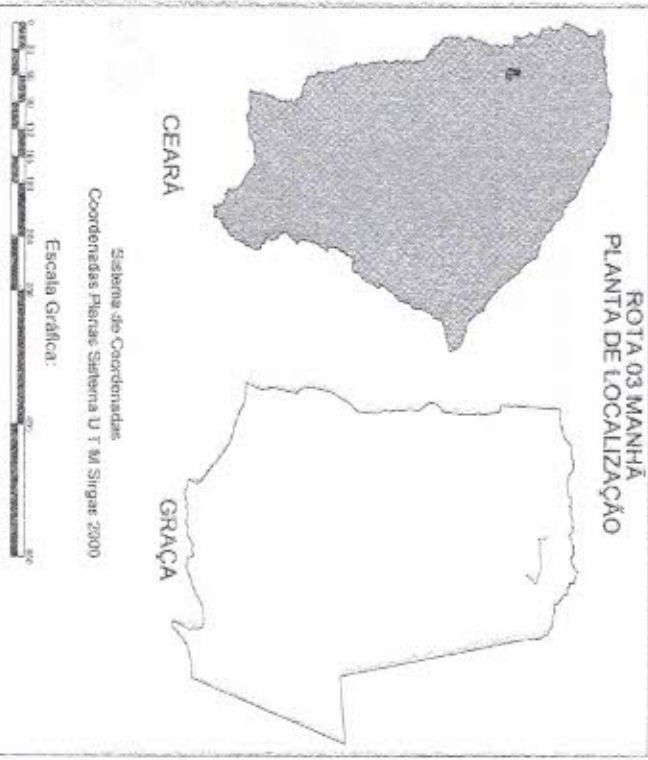 ROTA 03 MANHÃ
PLANTA DE LOCALIZAÇÃO
CEARÁ
GRAÇA
Sistema de Coordenadas
Coordenadas Planas Sistema U T M Sirgas 2000
Escala Gráfica: